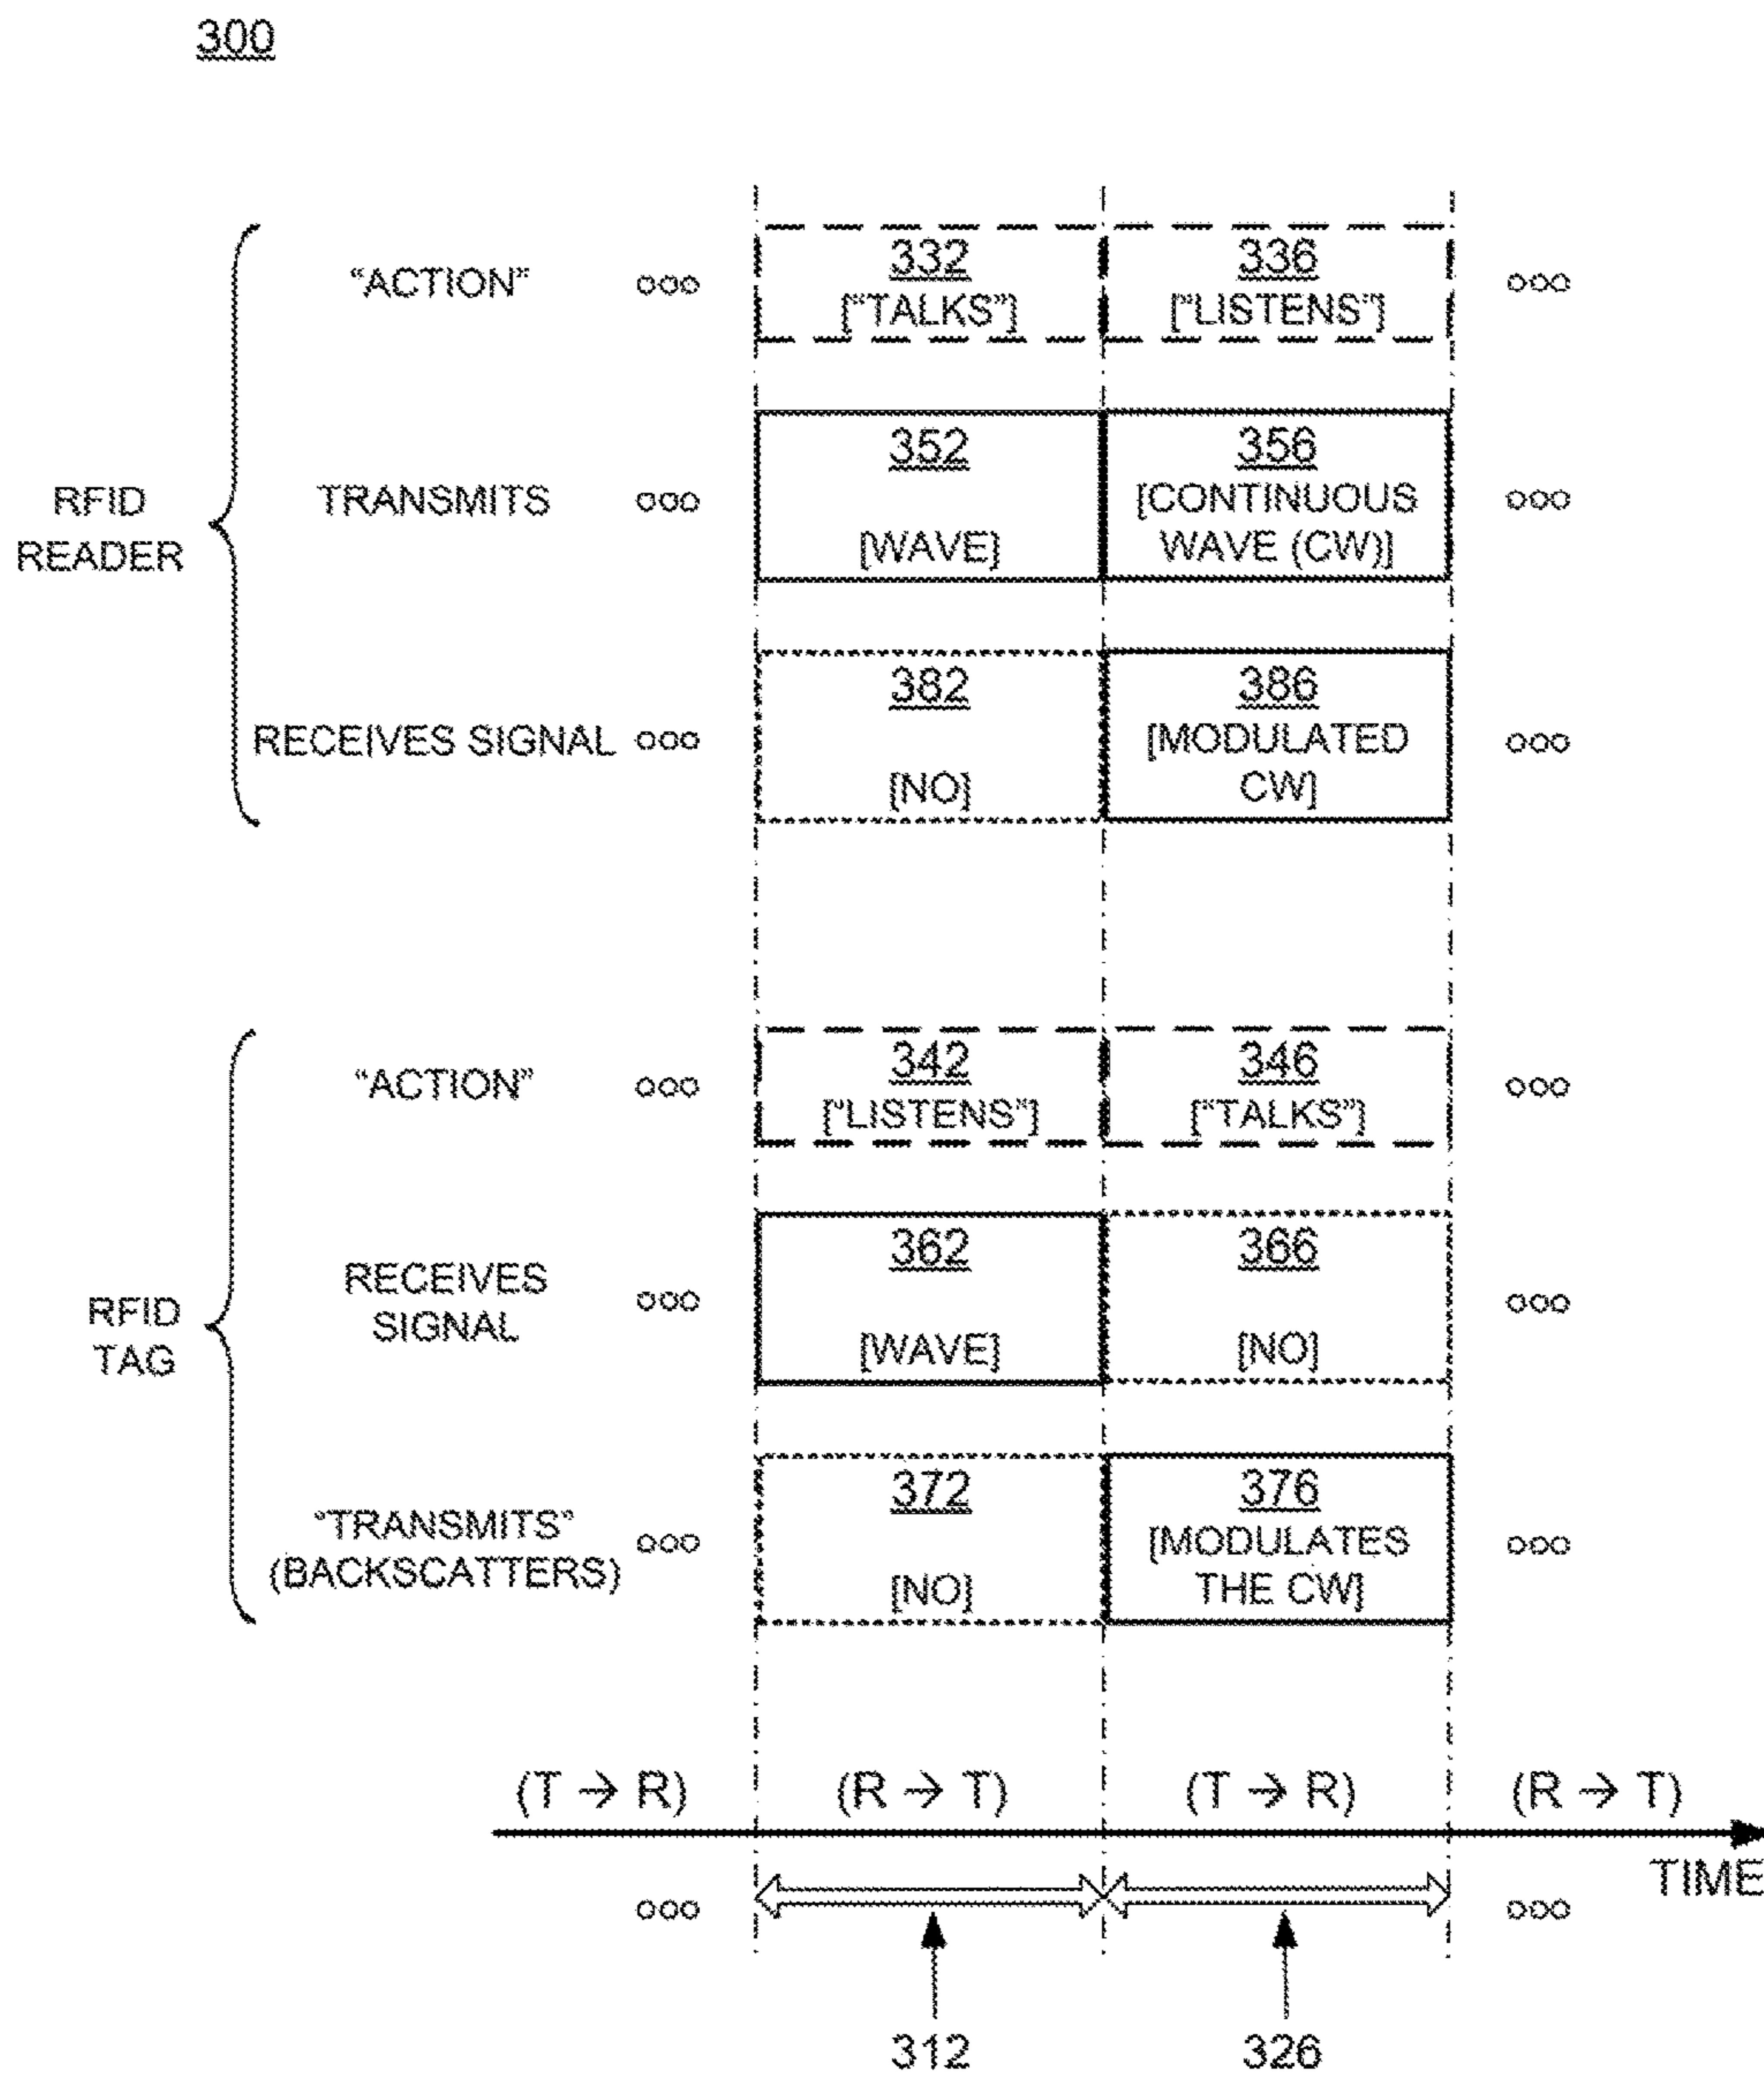 300
RFID
READER
“ACTION”
332
[“TALKS”]
336
[“LISTENS”]
TRANSMITS
352
[WAVE]
356
[CONTINUOUS
WAVE (CW)]
RECEIVES SIGNAL
382
[NO]
386
[MODULATED
CW]
RFID
TAG
“ACTION”
342
[“LISTENS”]
346
[“TALKS”]
RECEIVES
SIGNAL
362
[WAVE]
366
[NO]
“TRANSMITS”
(BACKSCATTERS)
372
[NO]
376
[MODULATES
THE CW]
(T → R)
(R → T)
(T → R)
(R → T)
TIME
312
326